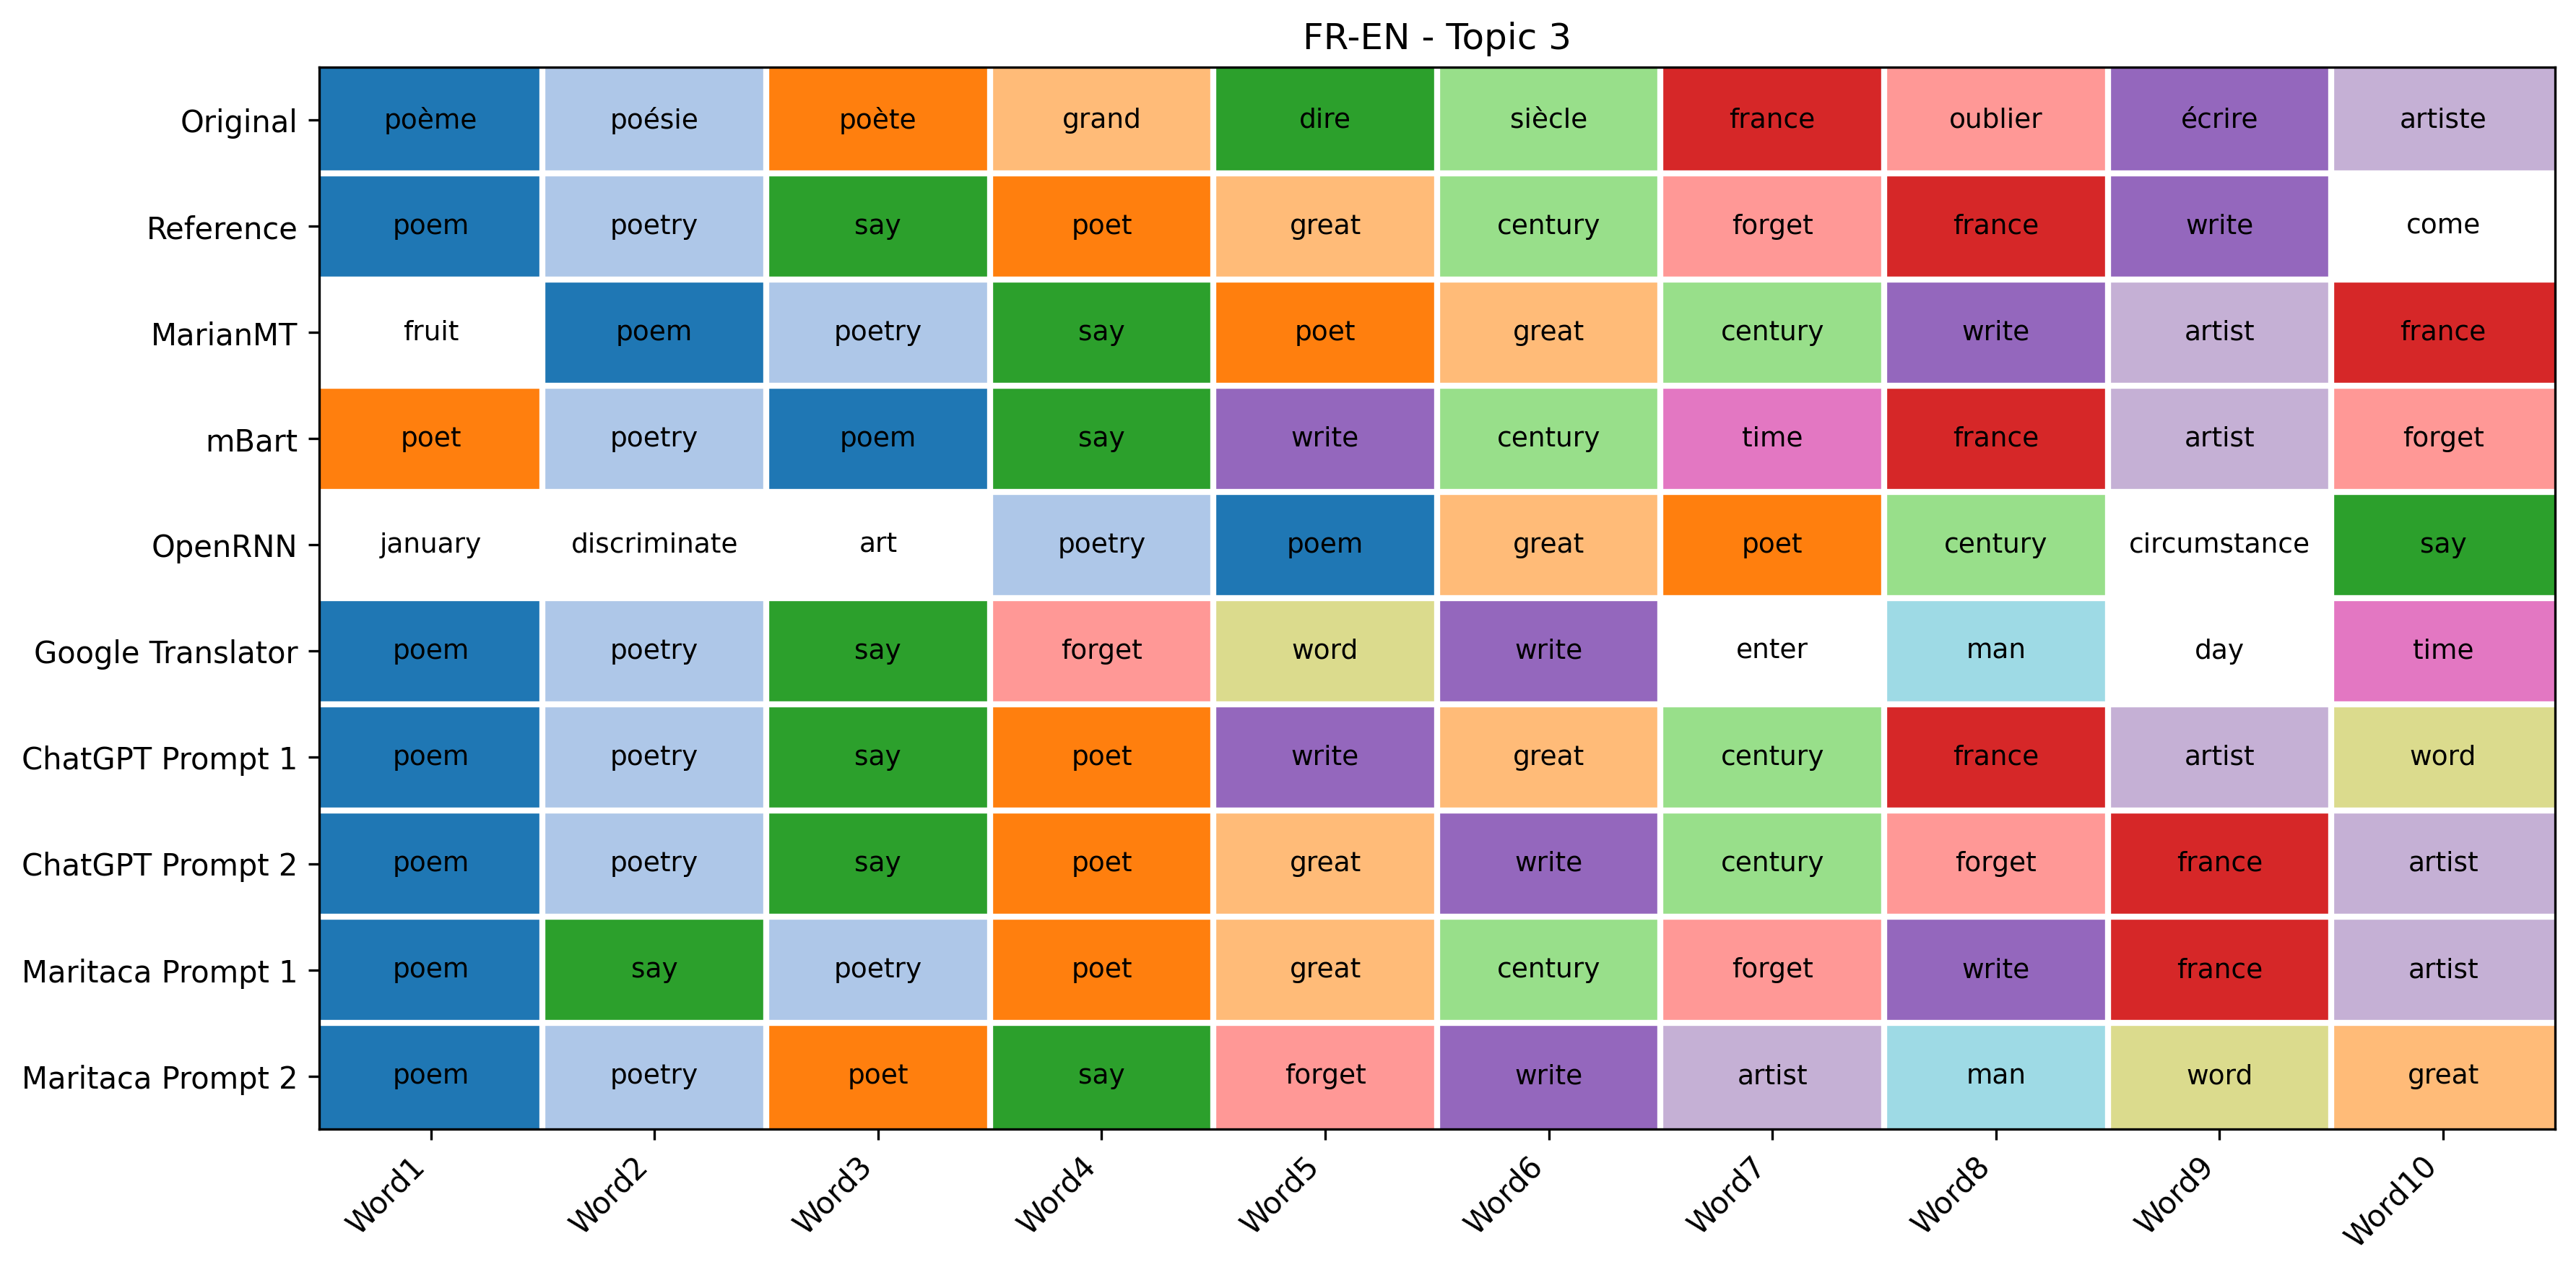 FR-EN - Topic 3
Original poème poésie poète grand dire siècle france oublier écrire artiste
Reference poem poetry say poet great century forget france write come
MarianMT fruit poem poetry say poet great century write artist france
mBart poet poetry poem say write century time france artist forget
OpenRNN january discriminate art poetry poem great poet century circumstance say
Google Translator poem poetry say forget word write enter man day time
ChatGPT Prompt 1 poem poetry say poet write great century france artist word
ChatGPT Prompt 2 poem poetry say poet great write century forget france artist
Maritaca Prompt 1 poem say poetry poet great century forget write france artist
Maritaca Prompt 2 poem poetry poet say forget write artist man word great
Word1 Word2 Word3 Word4 Word5 Word6 Word7 Word8 Word9 Word10